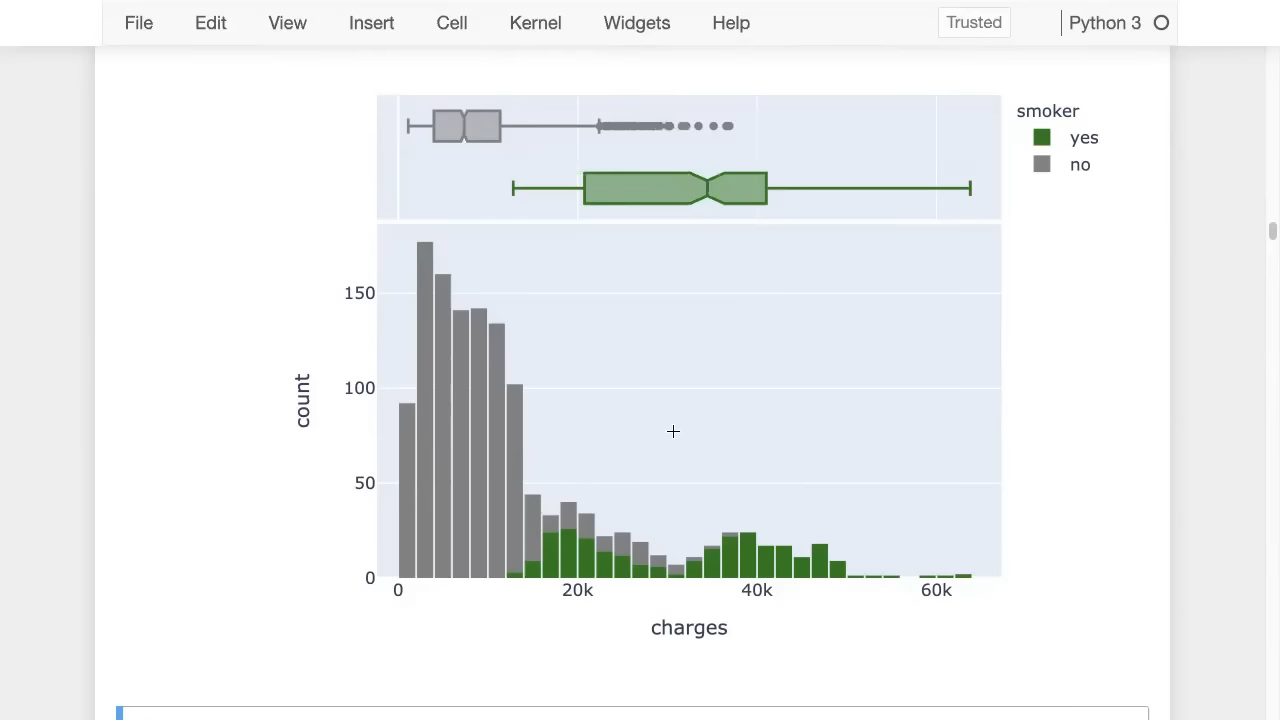 File Edit View Insert Cell Kernel Widgets Help Trusted Python 3
smoker
yes
no
150
100
50
0
count
0 20k 40k 60k
charges